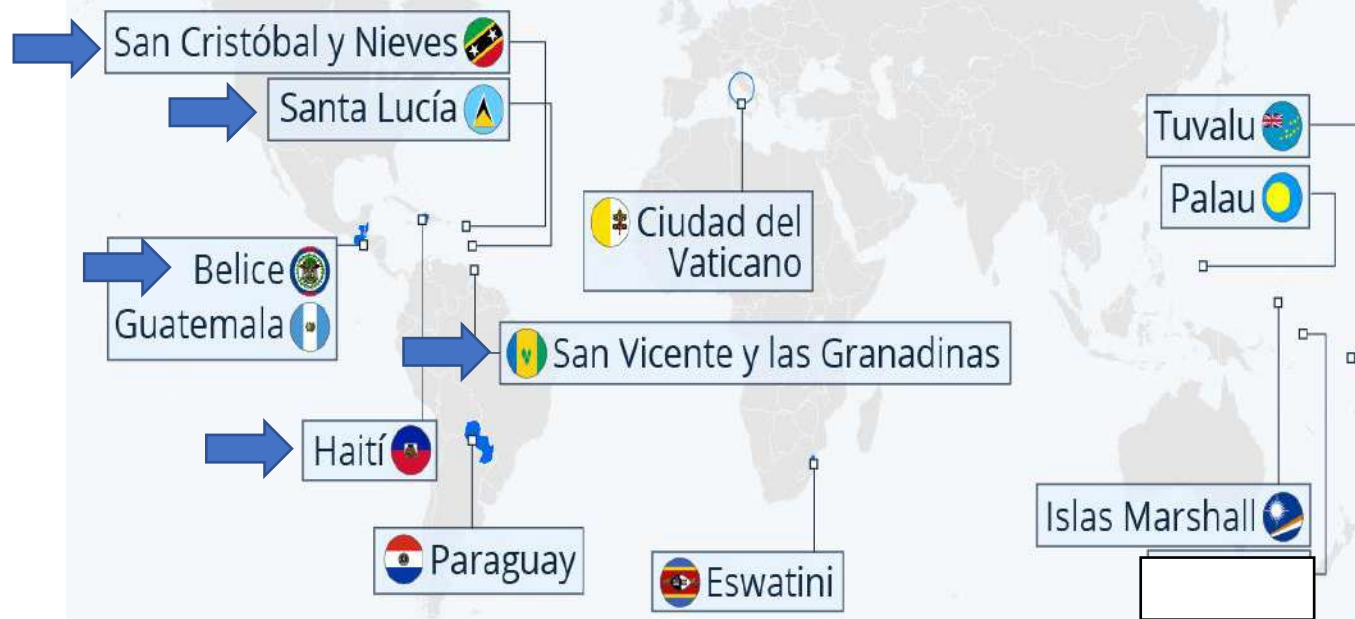 San Cristóbal y Nieves
Santa Lucía
Tuvalu
Palau
Ciudad del
Vaticano
Belice
Guatemala
San Vicente y las Granadinas
Haití
Islas Marshall
Paraguay
Eswatini